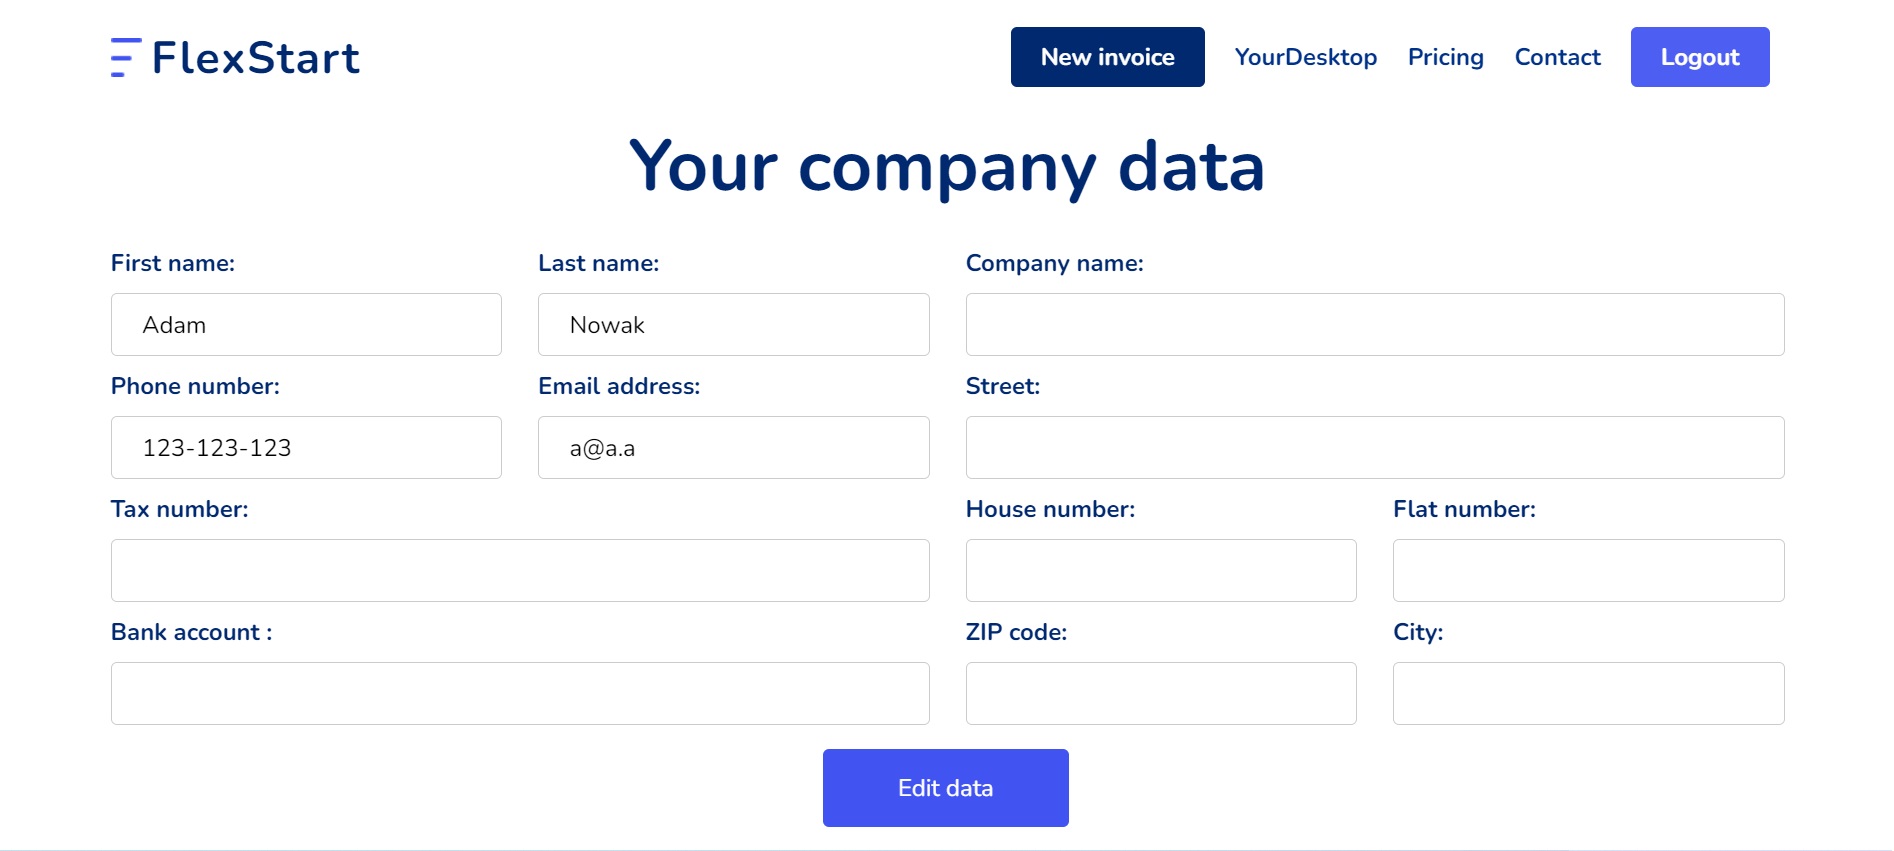 FlexStart
New invoice YourDesktop Pricing Contact Logout
Your company data
First name: Last name: Company name:
Adam Nowak
Phone number: Email address: Street:
123-123-123 a@a.a
Tax number: House number: Flat number:
Bank account : ZIP code: City:
Edit data